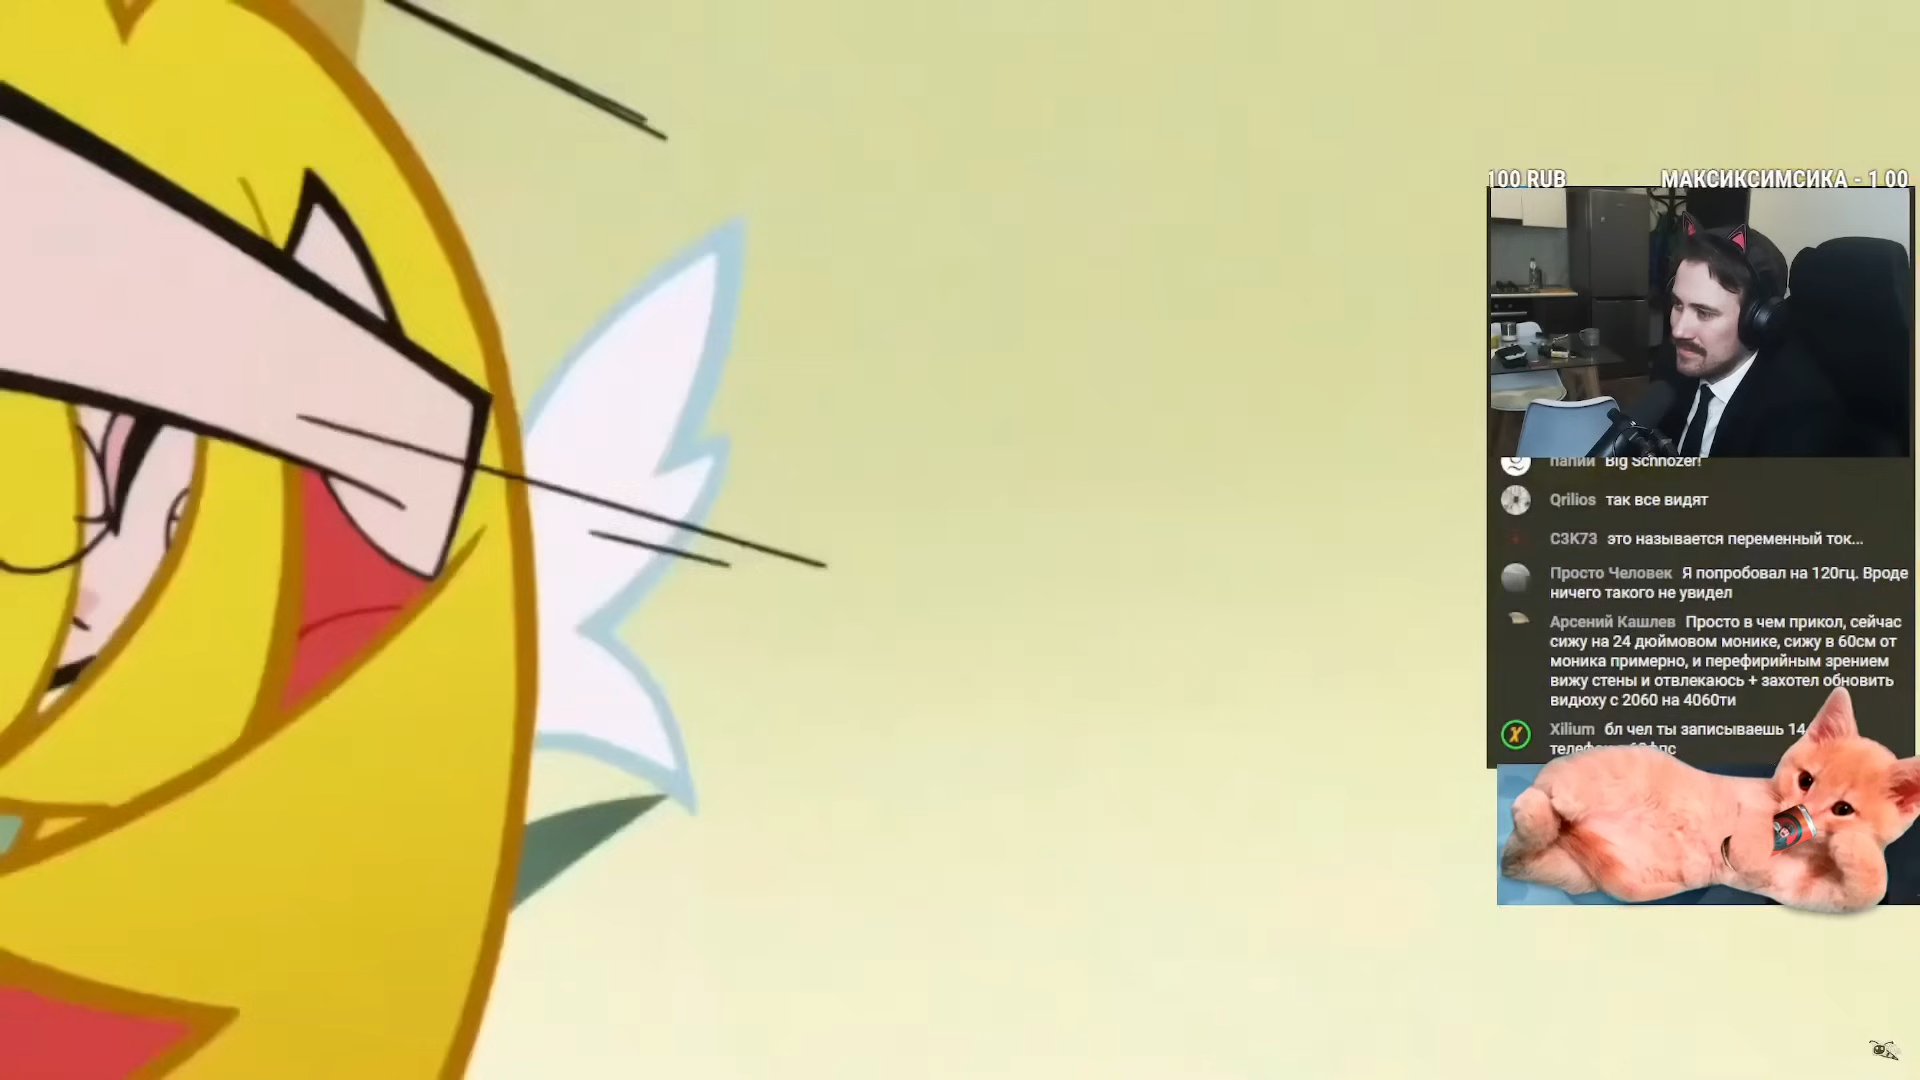 100 RUB
МАКСИКСИМСИКА - 1 00
папии Big Schnozer!
Qrilios так все видят
C3K73 это называется переменный ток...
Просто Человек Я попробовал на 120гц. Вроде
ничего такого не увидел
Арсений Кашлев Просто в чем прикол, сейчас
сижу на 24 дюймовом монике, сижу в 60см от
моника примерно, и перефирийным зрением
вижу стены и отвлекаюсь + захотел обновить
видюху с 2060 на 4060ти
Xilium бл чел ты записываешь 14